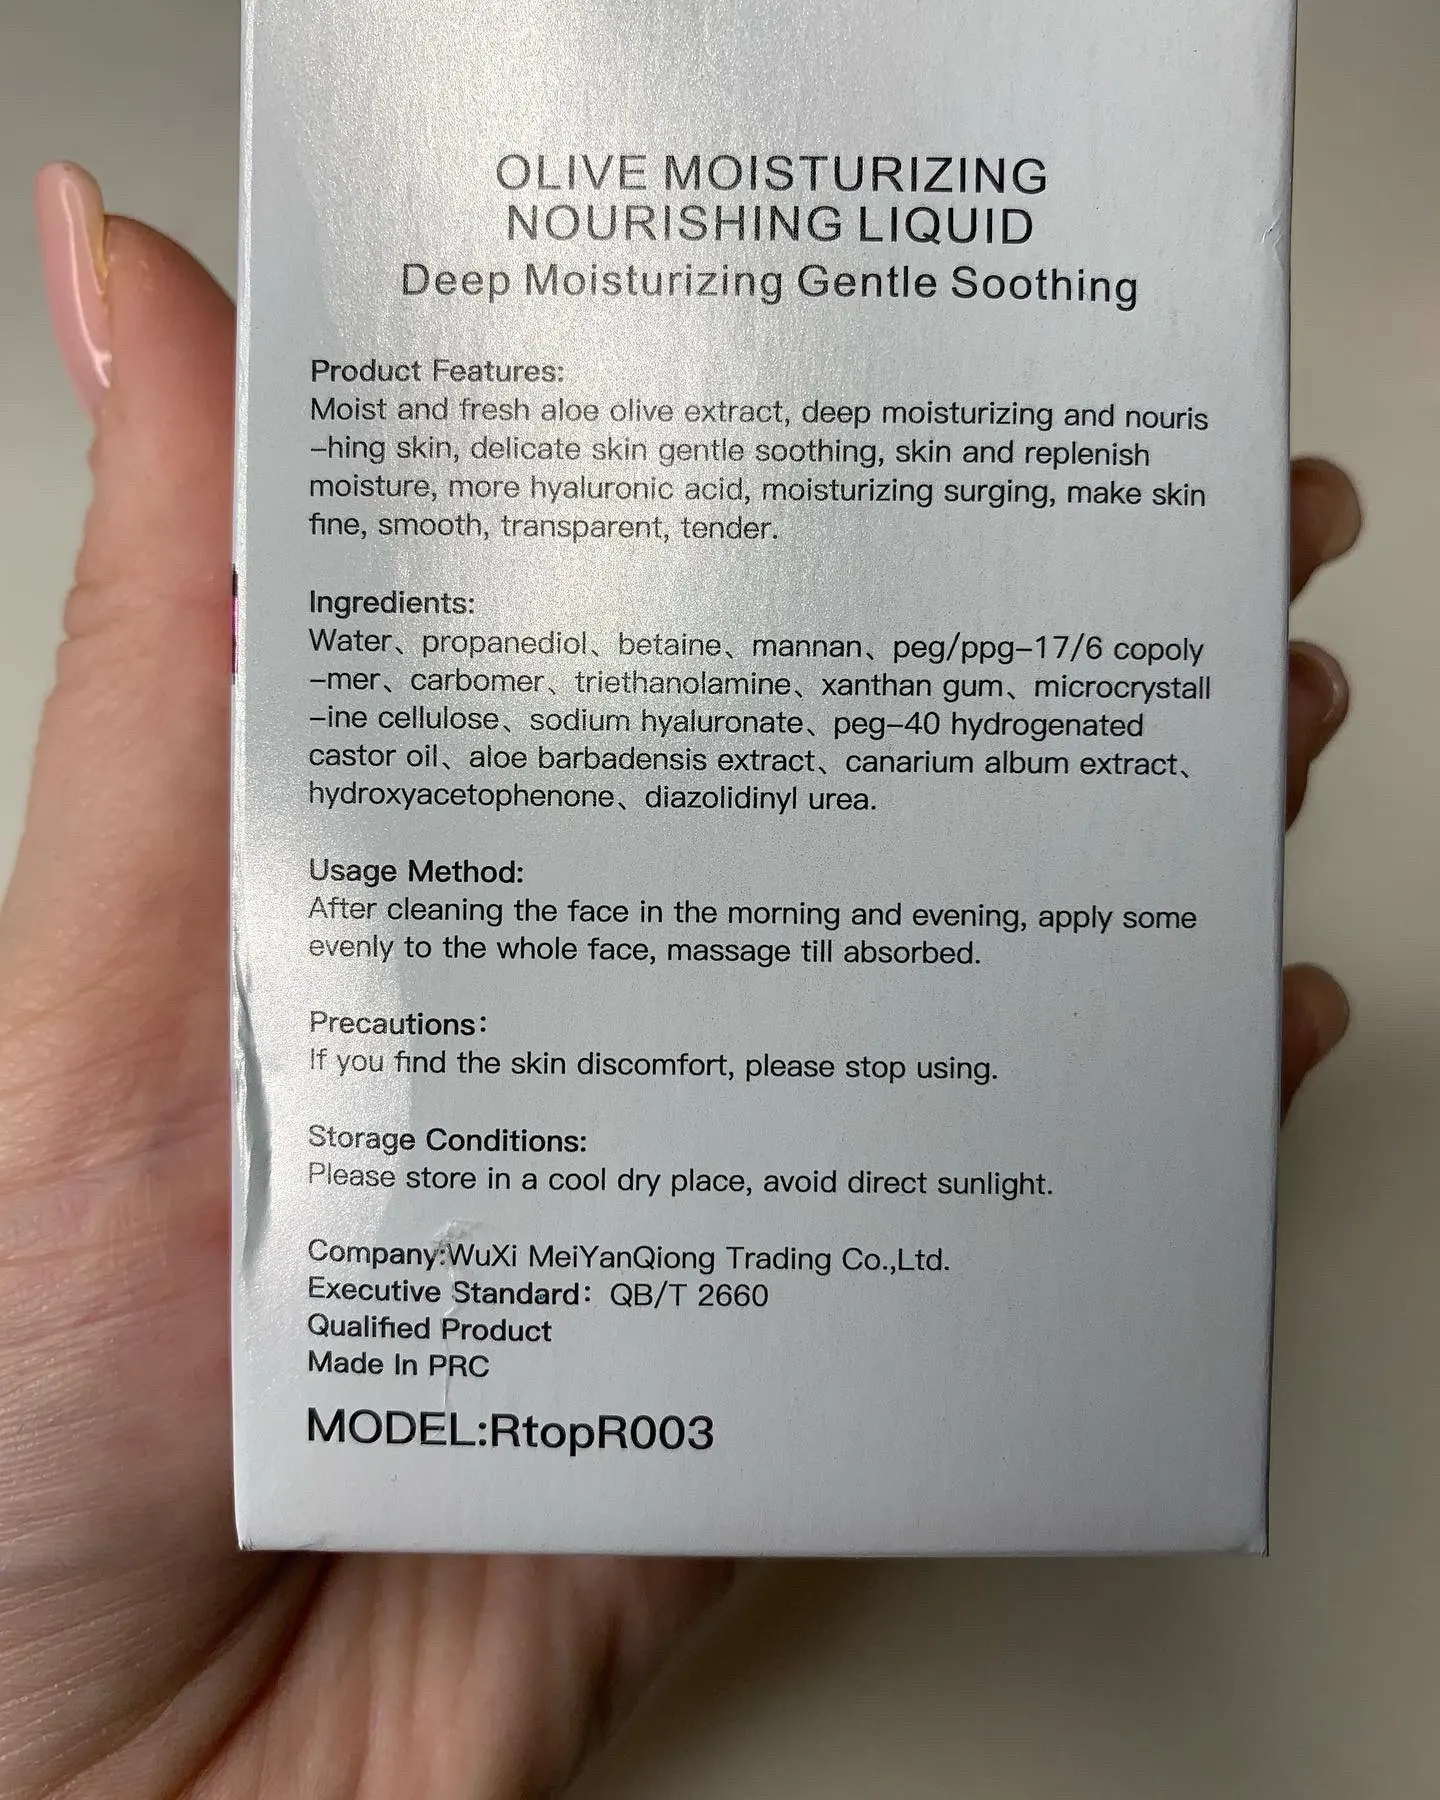 OLIVE MOISTURIZING
NOURISHING LIQUID
Deep Moisturizing Gentle Soothing
Product Features:
Moist and fresh aloe olive extract, deep moisturizing and nouris
–hing skin, delicate skin gentle soothing, skin and replenish
moisture, more hyaluronic acid, moisturizing surging, make skin
fine, smooth, transparent, tender.
Ingredients:
Water、propanediol、betaine、mannan、peg/ppg–17/6 copoly
–mer、carbomer、triethanolamine、xanthan gum、microcrystall
–ine cellulose、sodium hyaluronate、peg–40 hydrogenated
castor oil、aloe barbadensis extract、canarium album extract、
hydroxyacetophenone、diazolidinyl urea.
Usage Method:
After cleaning the face in the morning and evening, apply some
evenly to the whole face, massage till absorbed.
Precautions：
If you find the skin discomfort, please stop using.
Storage Conditions:
Please store in a cool dry place, avoid direct sunlight.
Company:WuXi MeiYanQiong Trading Co.,Ltd.
Executive Standard：QB/T 2660
Qualified Product
Made In PRC
MODEL:RtopR003